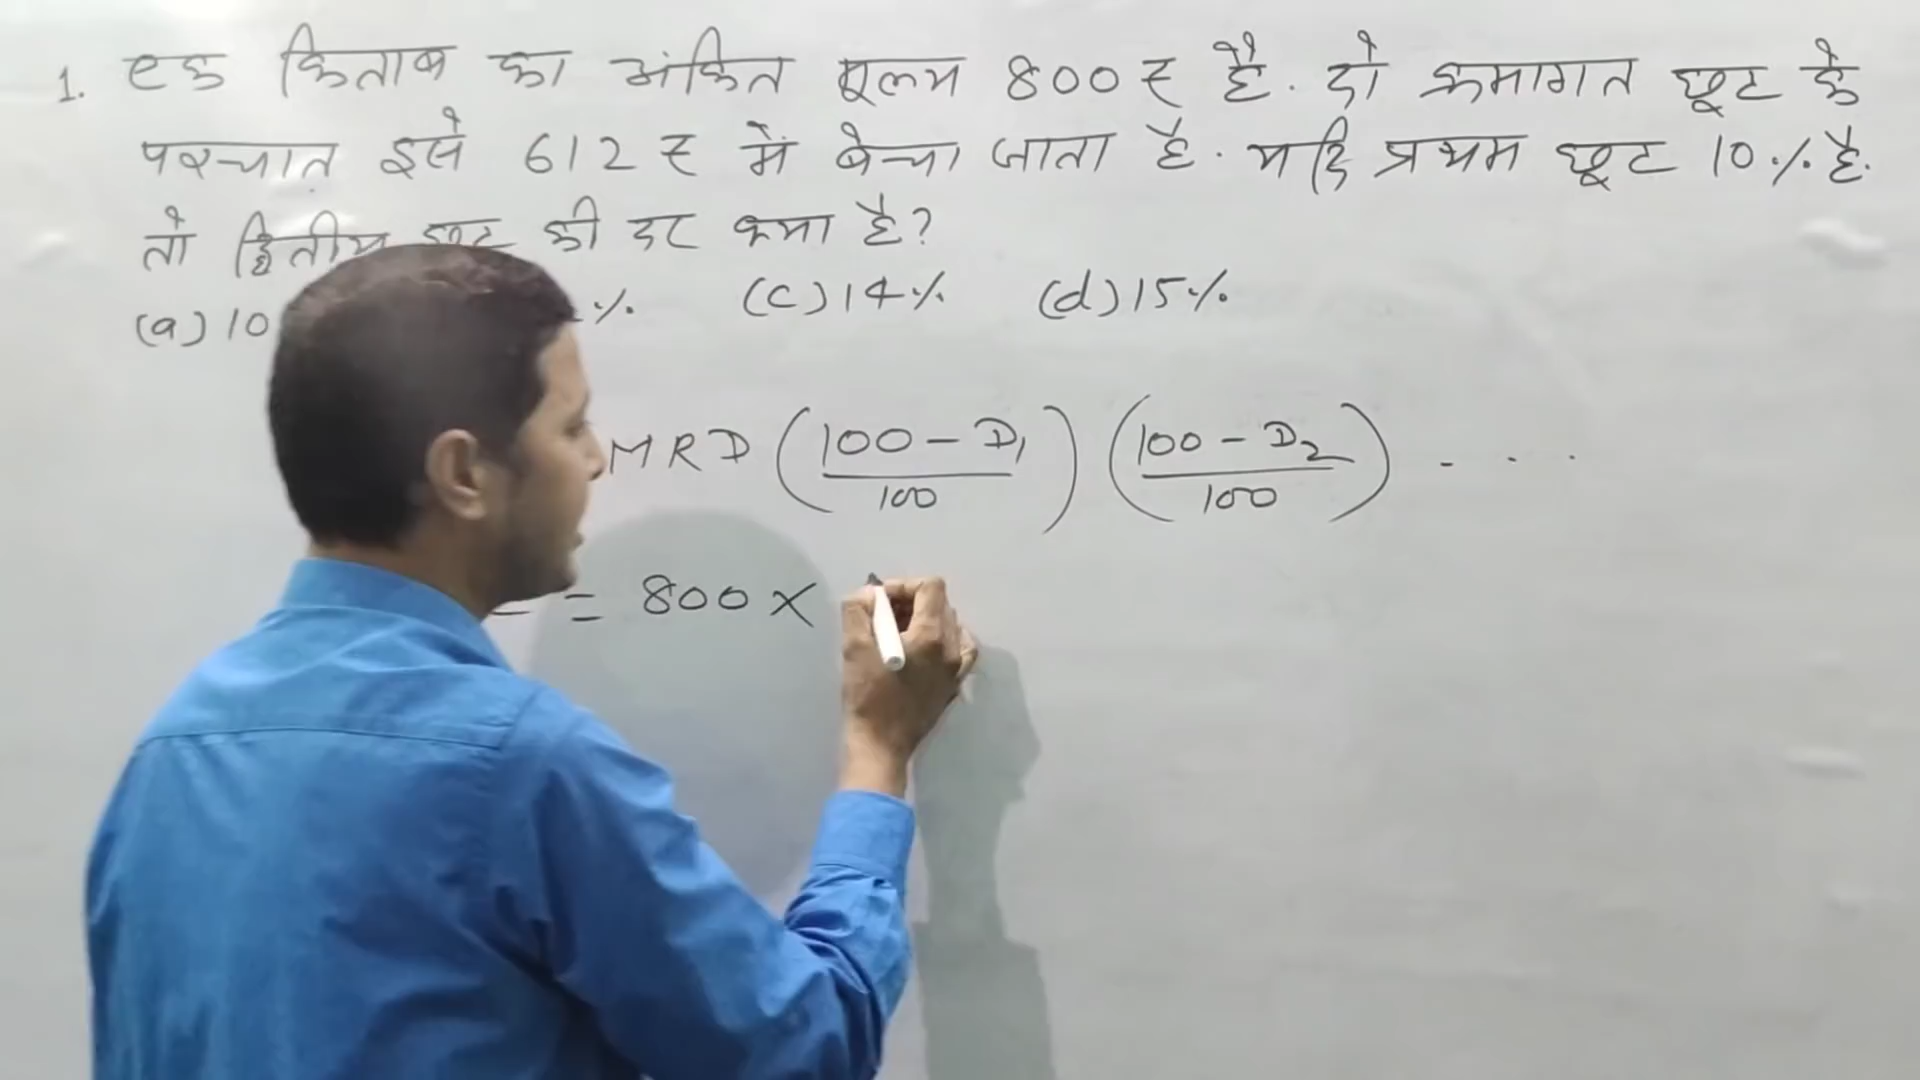 1. एक किताब का अंकित मूल्य 800 ₹ है. दो क्रमागत छूट के
पश्चात् इसे 612 ₹ में बेचा जाता है. यदि प्रथम छूट 10% है.
तो द्वितीय छूट की दर क्या है?
(a) 10 % (c) 14% (d) 15%
MRD (100 - D1 / 100) (100 - D2 / 100) - . .
= 800 ×